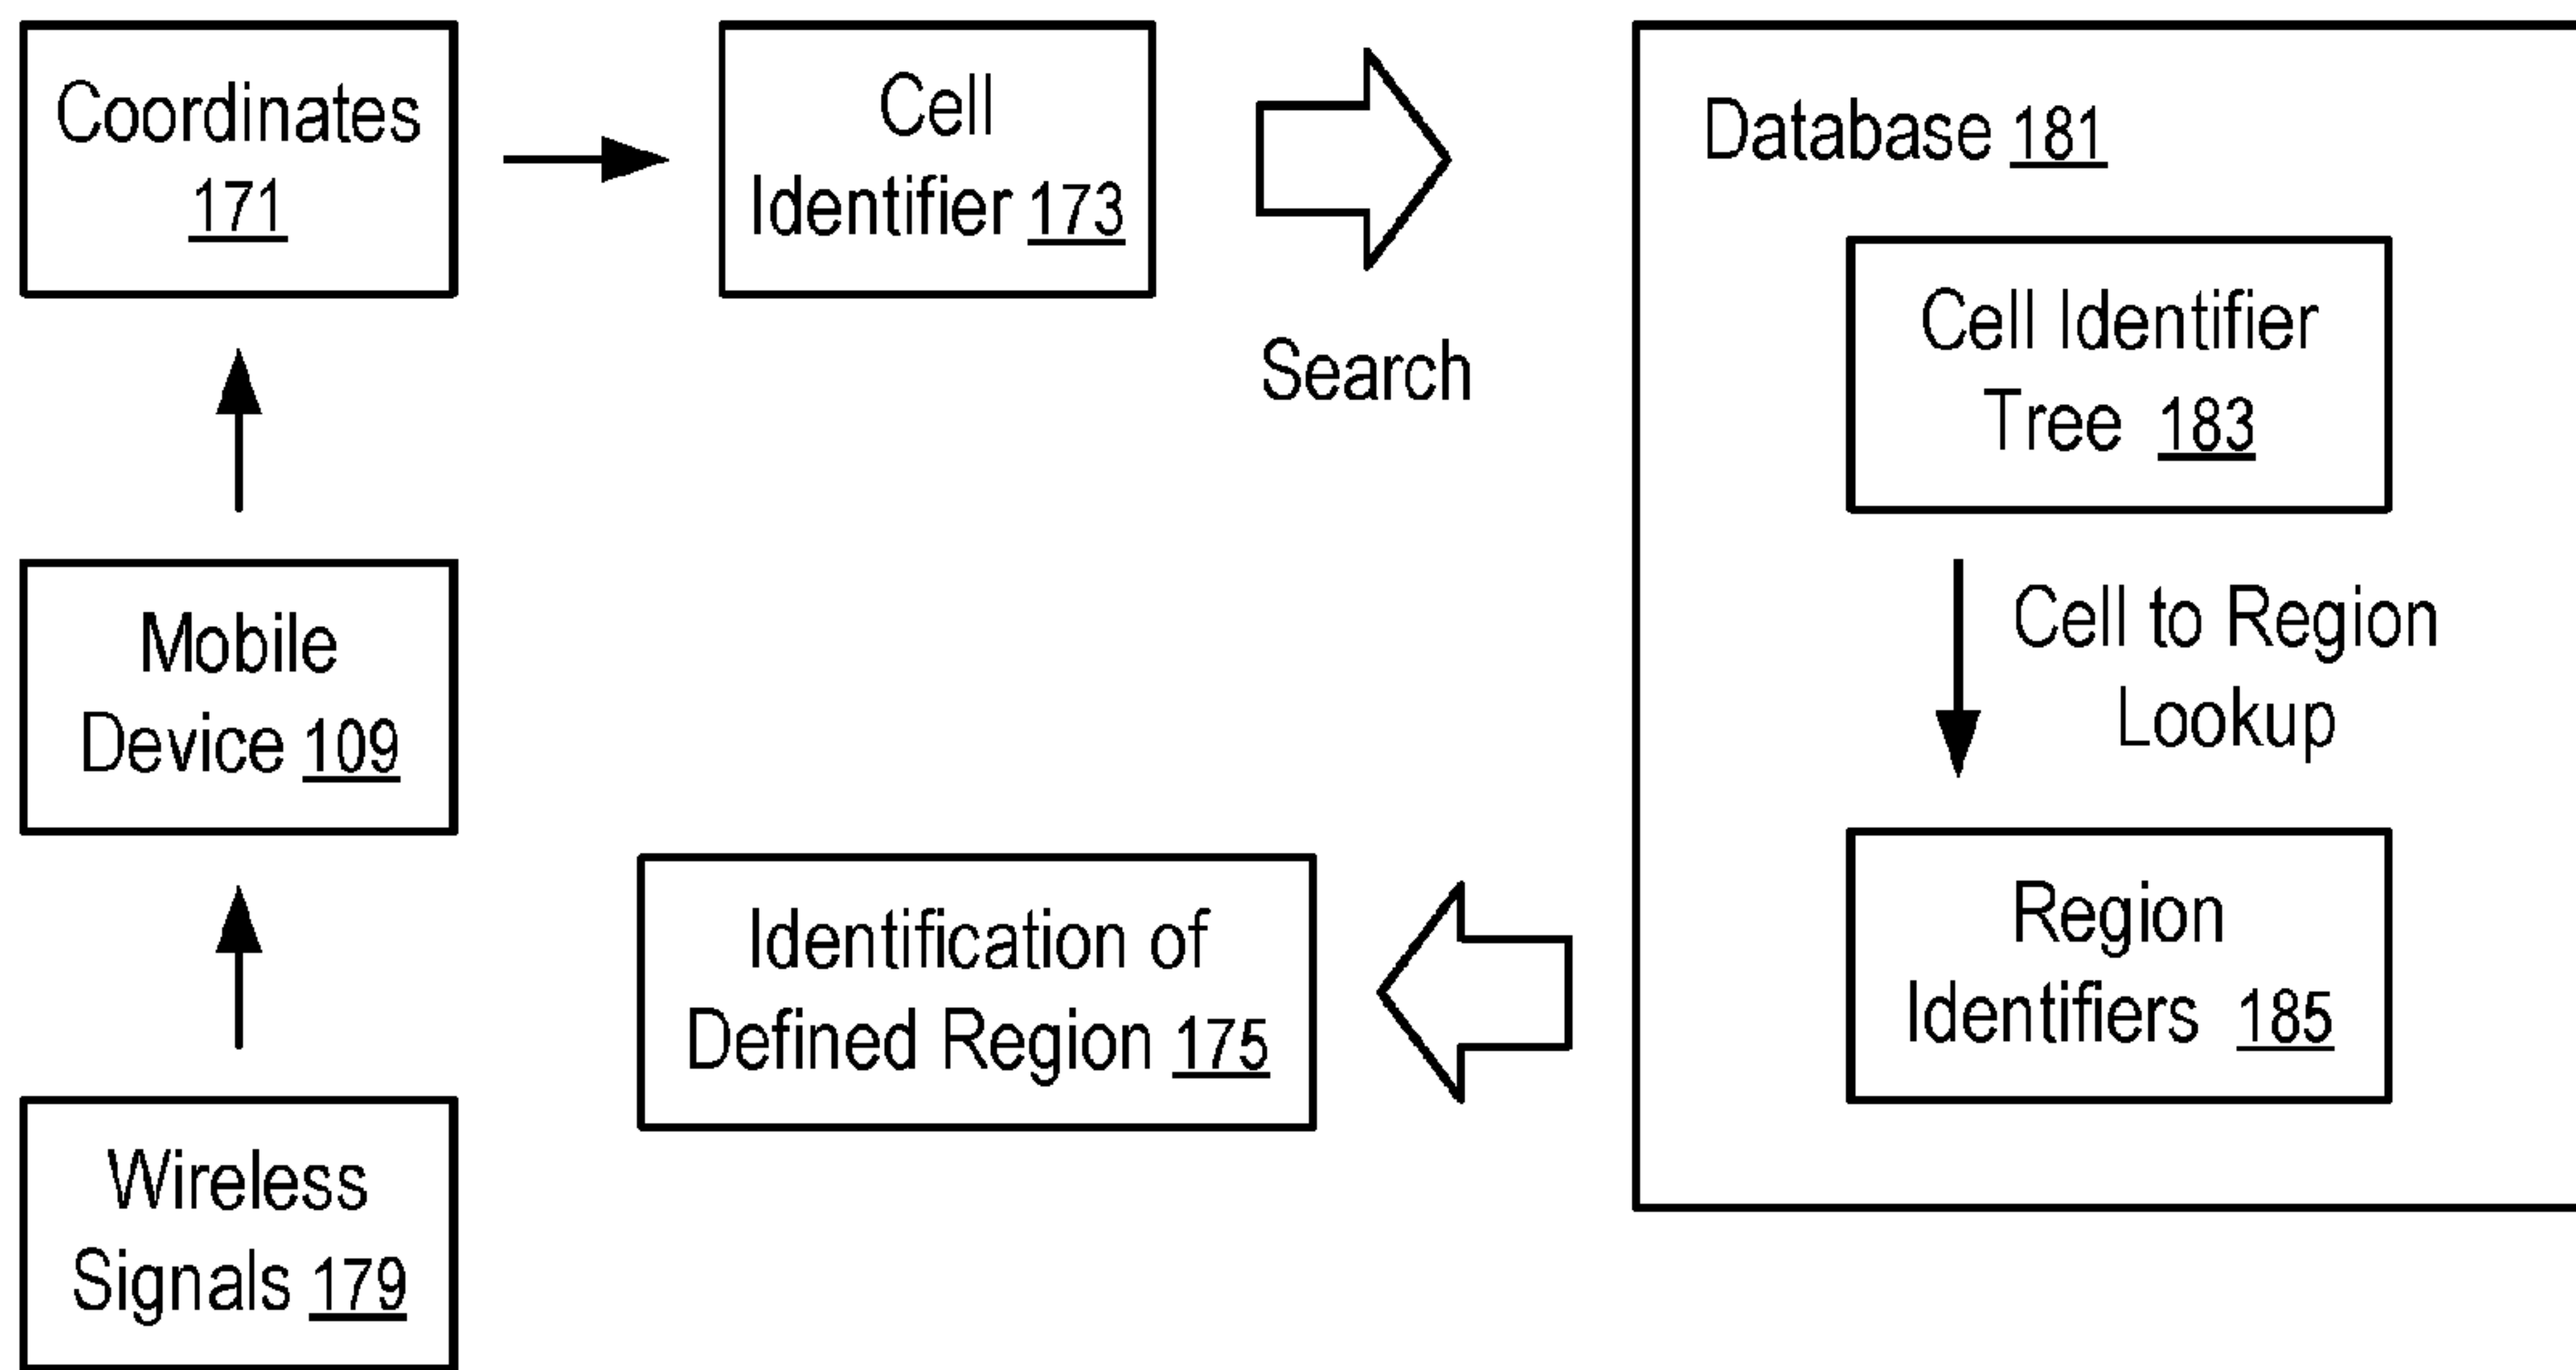 Coordinates
171
Cell
Identifier 173
Search
Database 181
Cell Identifier
Tree 183
Cell to Region
Lookup
Region
Identifiers 185
Identification of
Defined Region 175
Mobile
Device 109
Wireless
Signals 179